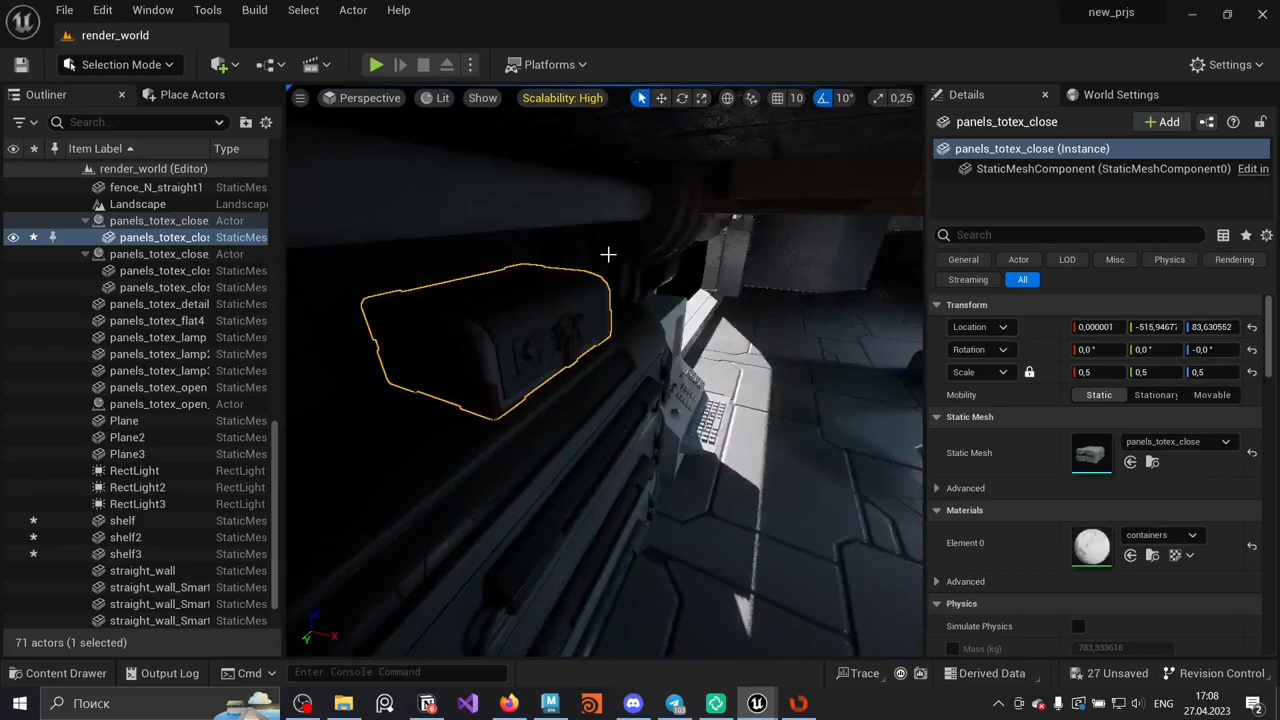 File Edit Window Tools Build Select Actor Help
new_prjs
render_world
Selection Mode
Platforms
Settings
Outliner
Place Actors
Perspective
Lit
Show
Scalability: High
10
10°
0,25
Details
World Settings
Search...
panels_totex_close
Add
Item Label
Type
panels_totex_close (Instance)
render_world (Editor)
StaticMeshComponent (StaticMeshComponent0)
Edit in
fence_N_straight1 StaticMes
Landscape Landscape
panels_totex_close Actor
panels_totex_clos StaticMes
panels_totex_close Actor
panels_totex_clos StaticMes
panels_totex_clos StaticMes
panels_totex_detail StaticMes
panels_totex_flat4 StaticMes
panels_totex_lamp StaticMes
panels_totex_lamp2 StaticMes
panels_totex_lamp3 StaticMes
panels_totex_open StaticMes
panels_totex_open_ Actor
Plane StaticMes
Plane2 StaticMes
Plane3 StaticMes
RectLight RectLight
RectLight2 RectLight
RectLight3 RectLight
shelf StaticMes
shelf2 StaticMes
shelf3 StaticMes
straight_wall StaticMes
straight_wall_Smart StaticMes
straight_wall_Smart StaticMes
straight_wall_Smart StaticMes
71 actors (1 selected)
Search
General Actor LOD Misc Physics Rendering
Streaming All
Transform
Location 0,000001 -515,94677 83,630552
Rotation 0,0 ° 0,0 ° -0,0 °
Scale 0,5 0,5 0,5
Mobility Static Stationary Movable
Static Mesh
Static Mesh panels_totex_close
Advanced
Materials
Element 0 containers
Advanced
Physics
Simulate Physics
Mass (kg) 783,333618
Content Drawer
Output Log
Cmd
Enter Console Command
Trace
Derived Data
27 Unsaved
Revision Control
Поиск
103
17:08
27.04.2023
2